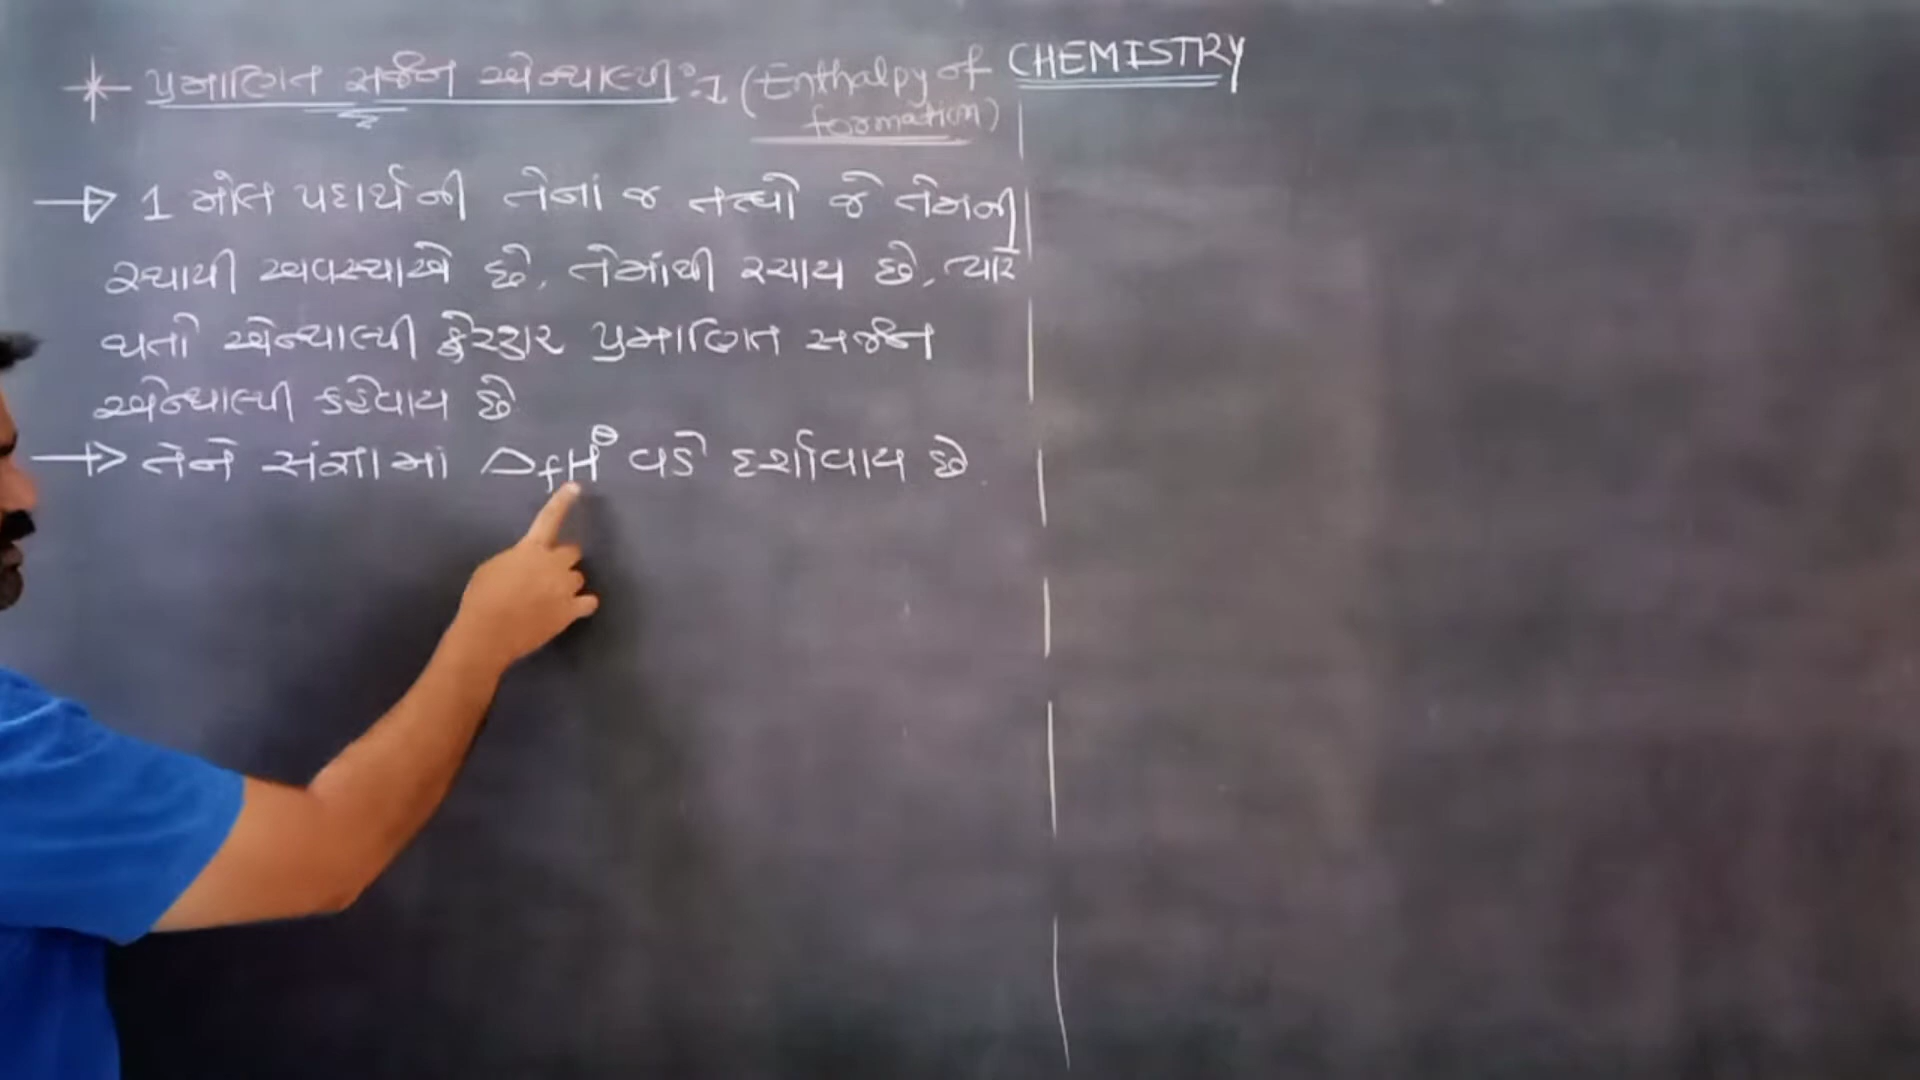 પ્રમાણિત સર્જન એન્થાલ્પી :- (Enthalpy of formation)
CHEMISTRY
→ 1 મોલ પદાર્થની તેનાં જ તત્વો જે તેમની
સ્થાયી અવસ્થાએ છે, તેમાંથી રચાય છે, ત્યારે
થતો એન્થાલ્પી ફેરફાર પ્રમાણિત સર્જન
એન્થાલ્પી કહેવાય છે
→ તેને સંજ્ઞામાં ΔfH⊖ વડે દર્શાવાય છે.